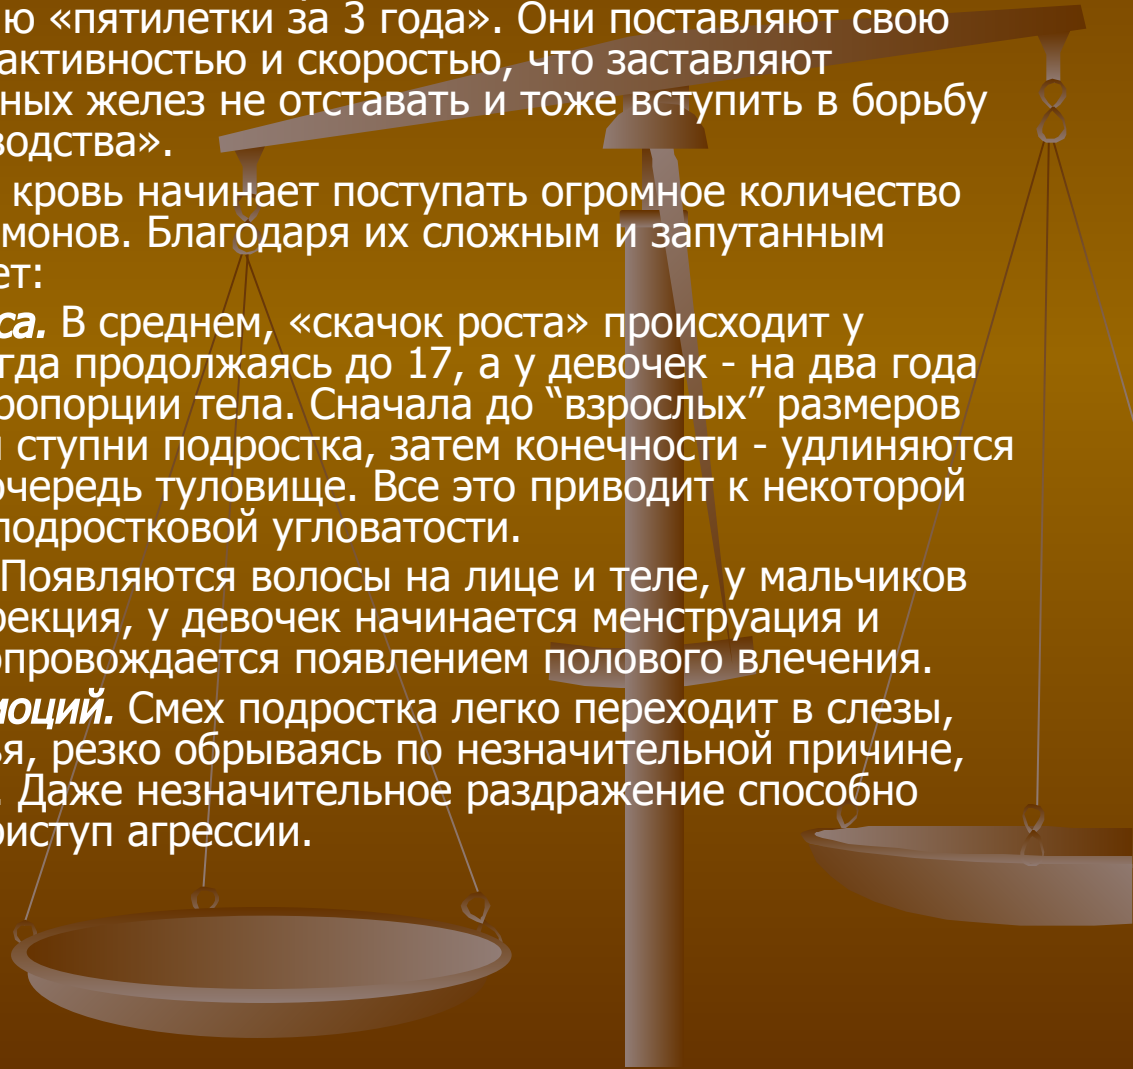 ю «пятилетки за 3 года». Они поставляют свою
активностью и скоростью, что заставляют
ных желез не отставать и тоже вступить в борьбу
водства».
кровь начинает поступать огромное количество
монов. Благодаря их сложным и запутанным
ет:
са. В среднем, «скачок роста» происходит у
гда продолжаясь до 17, а у девочек - на два года
ропорции тела. Сначала до “взрослых” размеров
ступни подростка, затем конечности - удлиняются
очередь туловище. Все это приводит к некоторой
подростковой угловатости.
Появляются волосы на лице и теле, у мальчиков
рекция, у девочек начинается менструация и
опровождается появлением полового влечения.
моций. Смех подростка легко переходит в слезы,
ья, резко обрываясь по незначительной причине,
. Даже незначительное раздражение способно
риступ агрессии.